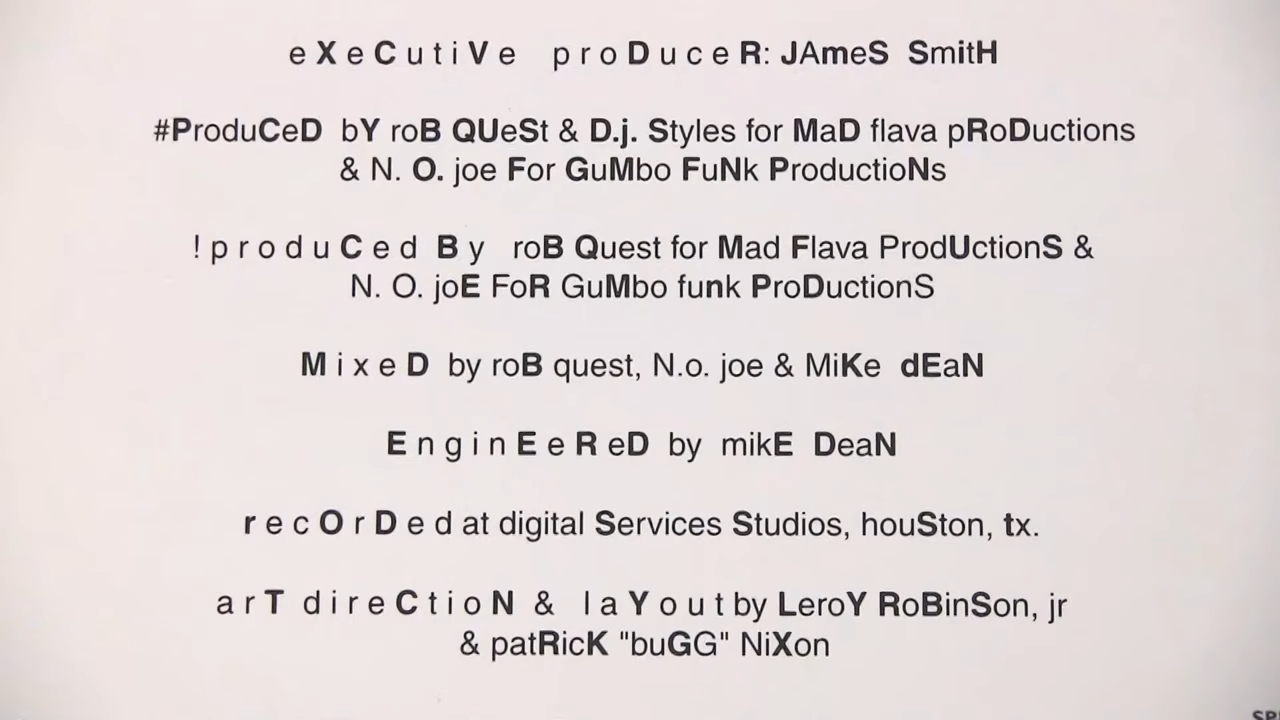 eXeCutiVe proDuceR: JAmeS SmitH
#ProduCeD bY roB QUeSt & D.j. Styles for MaD flava pRoDuctions
& N. O. joe For GuMbo FuNk ProductioNs
!produCed By roB Quest for Mad Flava ProdUctionS &
N. O. joE FoR GuMbo funk ProDuctionS
MixeD by roB quest, N.o. joe & MiKe dEaN
EnginEeReD by mikE DeaN
recOrDed at digital Services Studios, houSton, tx.
arT direCtioN & laYout by LeroY RoBinSon, jr
& patRicK "buGG" NiXon